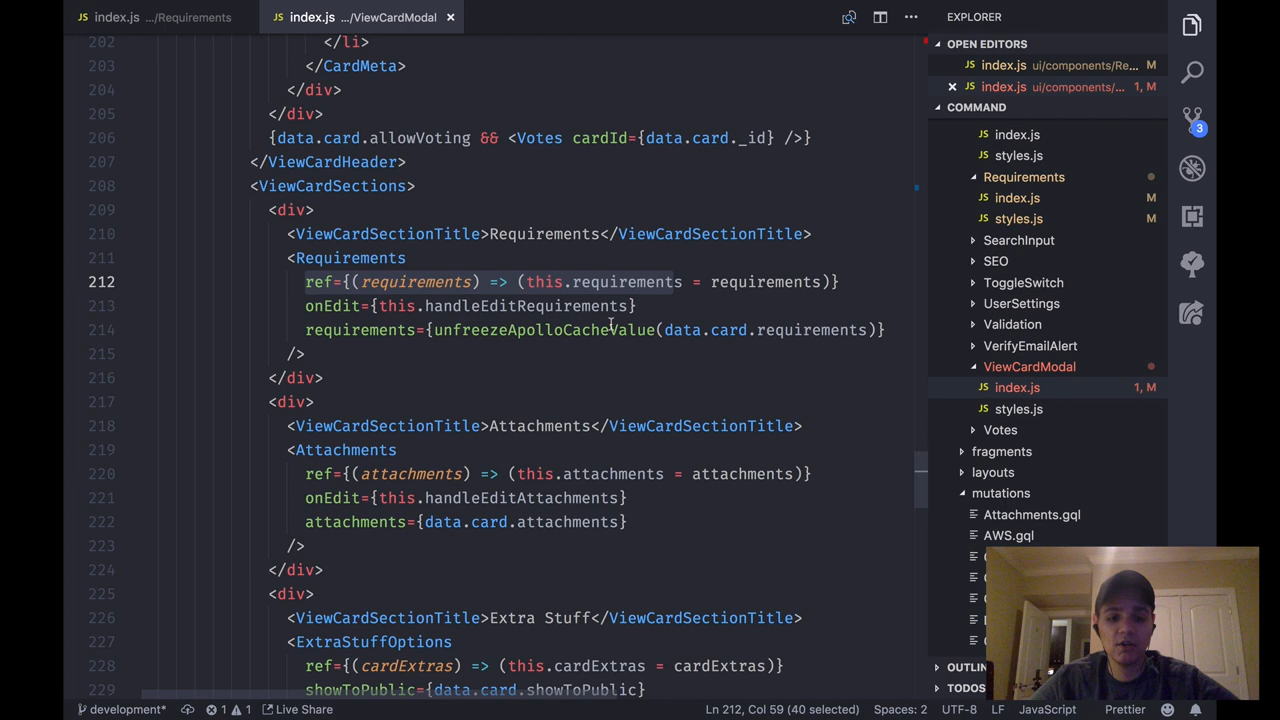 index.js .../Requirements
index.js .../ViewCardModal
202 </li>
203 </CardMeta>
204 </div>
205 </div>
206 {data.card.allowVoting && <Votes cardId={data.card._id} />}
207 </ViewCardHeader>
208 <ViewCardSections>
209 <div>
210 <ViewCardSectionTitle>Requirements</ViewCardSectionTitle>
211 <Requirements
212 ref={(requirements) => (this.requirements = requirements)}
213 onEdit={this.handleEditRequirements}
214 requirements={unfreezeApolloCacheValue(data.card.requirements)}
215 />
216 </div>
217 <div>
218 <ViewCardSectionTitle>Attachments</ViewCardSectionTitle>
219 <Attachments
220 ref={(attachments) => (this.attachments = attachments)}
221 onEdit={this.handleEditAttachments}
222 attachments={data.card.attachments}
223 />
224 </div>
225 <div>
226 <ViewCardSectionTitle>Extra Stuff</ViewCardSectionTitle>
227 <ExtraStuffOptions
228 ref={(cardExtras) => (this.cardExtras = cardExtras)}
229 showToPublic={data.card.showToPublic}
EXPLORER
OPEN EDITORS
index.js ui/components/Re... M
index.js ui/components/... 1, M
COMMAND
index.js
styles.js
Requirements
index.js M
styles.js M
SearchInput
SEO
ToggleSwitch
UserSettings
Validation
VerifyEmailAlert
ViewCardModal
index.js 1, M
styles.js
Votes
fragments
layouts
mutations
Attachments.gql
AWS.gql
OUTLIN
TODOS
3
development*
1 1
Live Share
Ln 212, Col 59 (40 selected)
Spaces: 2
UTF-8
LF
JavaScript
Prettier